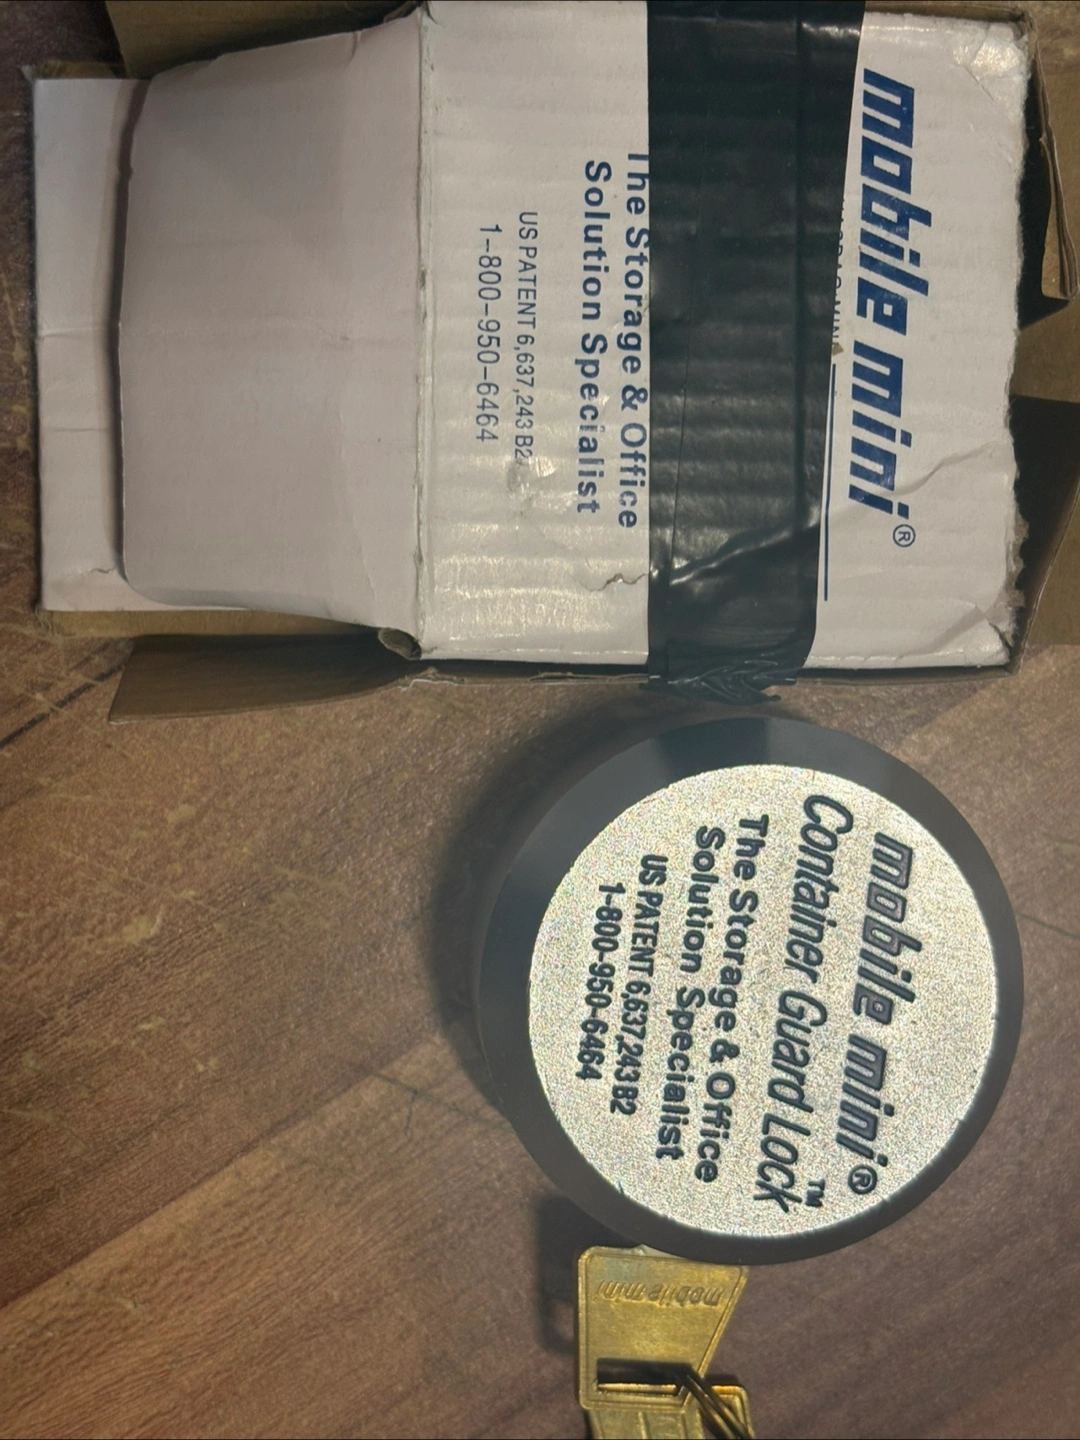 mobile mini®
The Storage & Office
Solution Specialist
US PATENT 6,637,243 B2
1-800-950-6464
mobile mini®
Container Guard Lock™
The Storage & Office
Solution Specialist
US PATENT 6,637,243 B2
1-800-950-6464
mobile mini